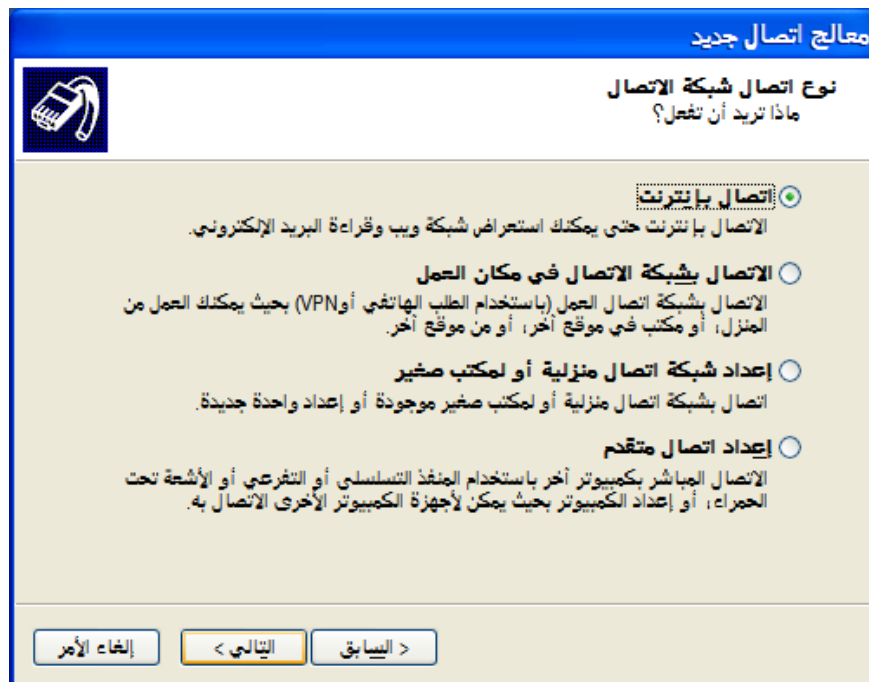 معالج اتصال جديد
نوع اتصال شبكة الاتصال
ماذا تريد أن تفعل؟
اتصال بإنترنت
الاتصال بإنترنت حتى يمكنك استعراض شبكة ويب وقراءة البريد الإلكتروني.
الاتصال بشبكة الاتصال في مكان العمل
الاتصال بشبكة اتصال العمل (باستخدام الطلب الهاتفي أوVPN) بحيث يمكنك العمل من
المنزل، أو مكتب في موقع آخر، أو من موقع آخر.
إعداد شبكة اتصال منزلية أو لمكتب صغير
اتصال بشبكة اتصال منزلية أو لمكتب صغير موجودة أو إعداد واحدة جديدة.
إعداد اتصال متقدم
الاتصال المباشر بكمبيوتر آخر باستخدام المنفذ التسلسلي أو التفرعي أو الأشعة تحت
الحمراء، أو إعداد الكمبيوتر بحيث يمكن لأجهزة الكمبيوتر الأخرى الاتصال به.
< السابق
التالي >
إلغاء الأمر